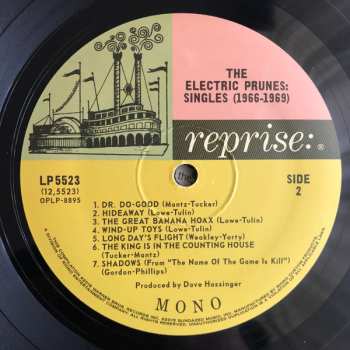 THE
ELECTRIC PRUNES:
SINGLES (1966-1969)
reprise:®
LP5523
(12,5523)
OPLP-8895
SIDE
2
1. DR. DO-GOOD (Mantz-Tucker)
2. HIDEAWAY (Lowe-Tulin)
3. THE GREAT BANANA HOAX (Lowe-Tulin)
4. WIND-UP TOYS (Lowe-Tulin)
5. LONG DAY'S FLIGHT (Weakley-Yorty)
6. THE KING IS IN THE COUNTING HOUSE
(Tucker-Mantz)
7. SHADOWS (From "The Name Of The Game Is Kill")
(Gordon-Phillips)
Produced by Dave Hassinger
MONO